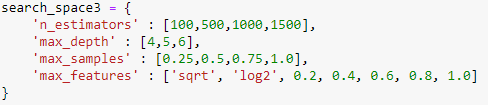 search_space3 = {
    'n_estimators' : [100,500,1000,1500],
    'max_depth' : [4,5,6],
    'max_samples' : [0.25,0.5,0.75,1.0],
    'max_features' : ['sqrt', 'log2', 0.2, 0.4, 0.6, 0.8, 1.0]
}